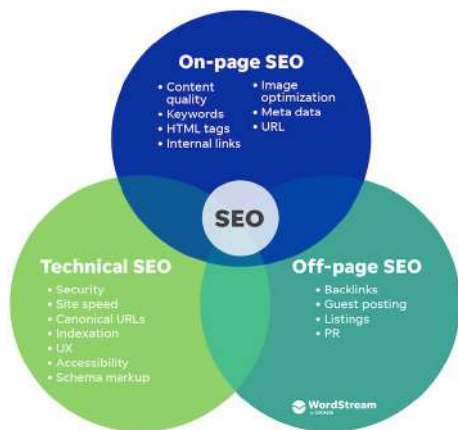 On-page SEO
• Content quality
• Keywords
• HTML tags
• Internal links
• Image optimization
• Meta data
• URL
SEO
Technical SEO
• Security
• Site speed
• Canonical URLs
• Indexation
• UX
• Accessibility
• Schema markup
Off-page SEO
• Backlinks
• Guest posting
• Listings
• PR
WordStream